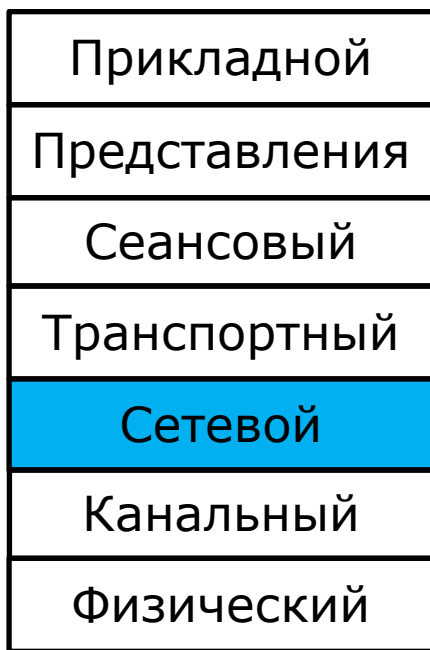 Прикладной
Представления
Сеансовый
Транспортный
Сетевой
Канальный
Физический